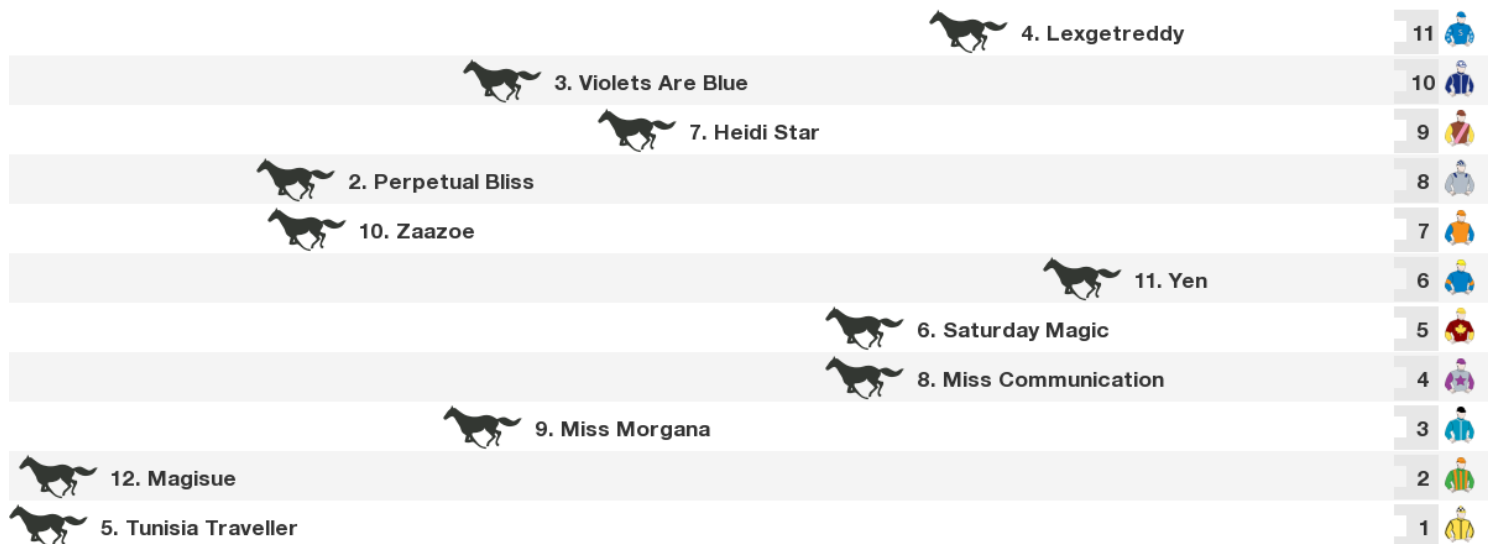 4. Lexgetreddy 11
3. Violets Are Blue 10
7. Heidi Star 9
2. Perpetual Bliss 8
10. Zaazoe 7
11. Yen 6
6. Saturday Magic 5
8. Miss Communication 4
9. Miss Morgana 3
12. Magisue 2
5. Tunisia Traveller 1